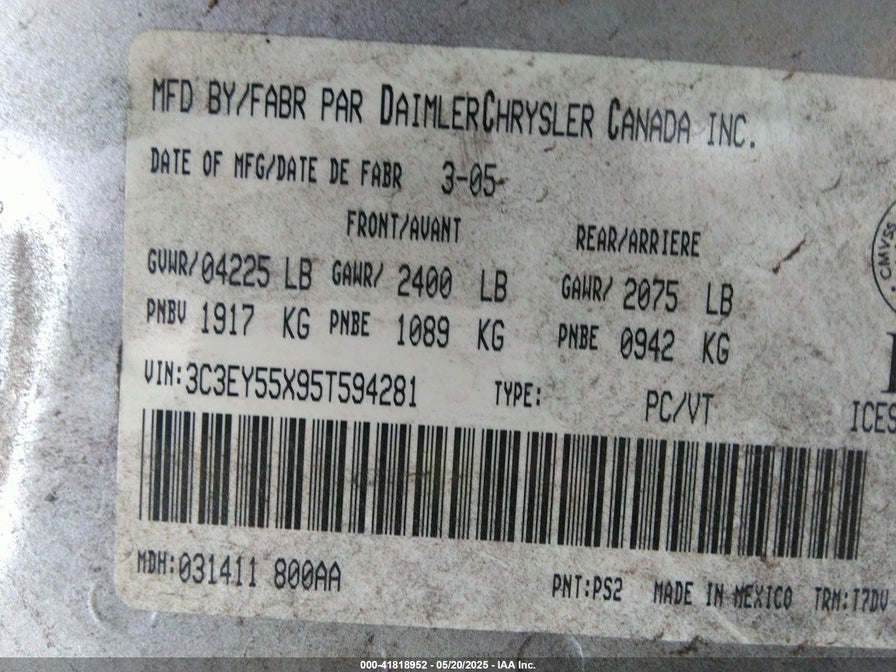 MFD BY/FABR PAR DAIMLERCHRYSLER CANADA INC.
DATE OF MFG/DATE DE FABR 3-05-
FRONT/AVANT REAR/ARRIERE
GVWR/04225 LB GAWR/ 2400 LB GAWR/ 2075 LB
PNBV 1917 KG PNBE 1089 KG PNBE 0942 KG
VIN:3C3EY55X95T594281 TYPE: PC/VT
ICES
MDH:031411 800AA
PNT:PS2 MADE IN MEXICO TRM:T7DV
000-41818952 - 05/20/2025 - IAA Inc.